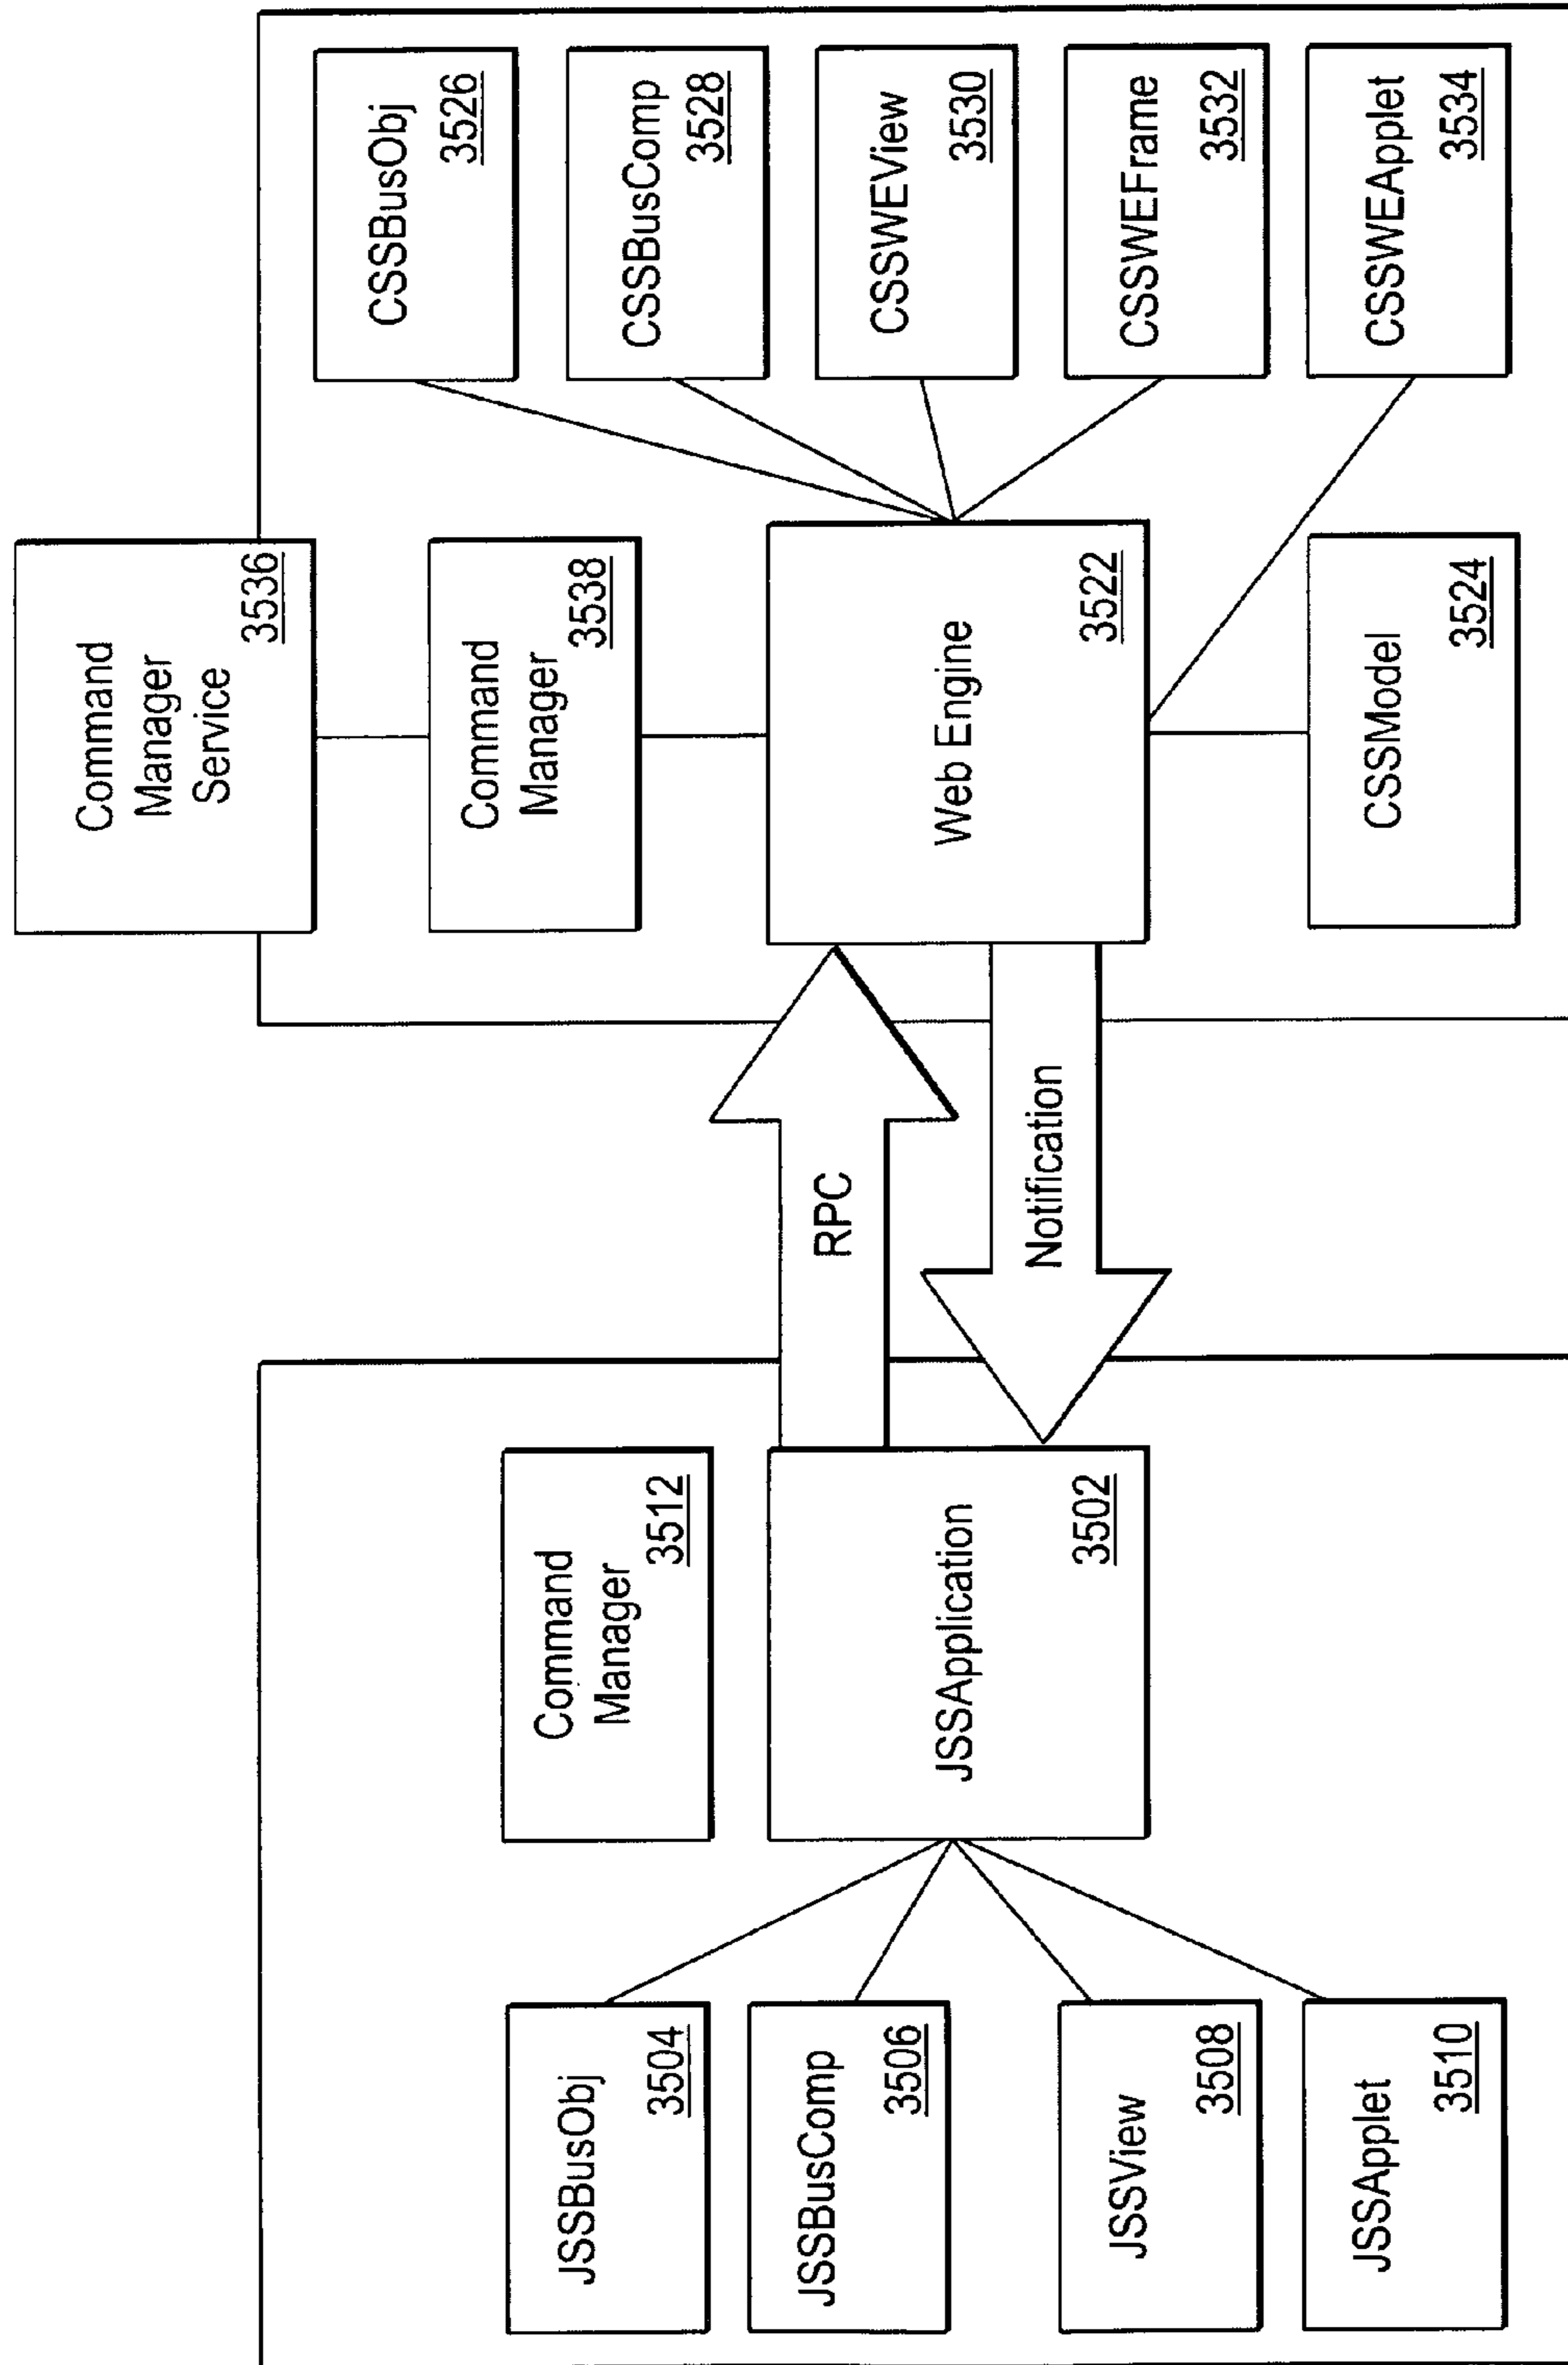 Command
Manager
Service
3536
JSSBusObj
3504
Command
Manager
3512
Command
Manager
3538
CSSBusObj
3526
JSSBusComp
3506
CSSBusComp
3528
JSSApplication
3502
RPC
Notification
Web Engine
3522
CSSWEView
3530
JSSView
3508
CSSWEFrame
3532
JSSApplet
3510
CSSModel
3524
CSSWEApplet
3534